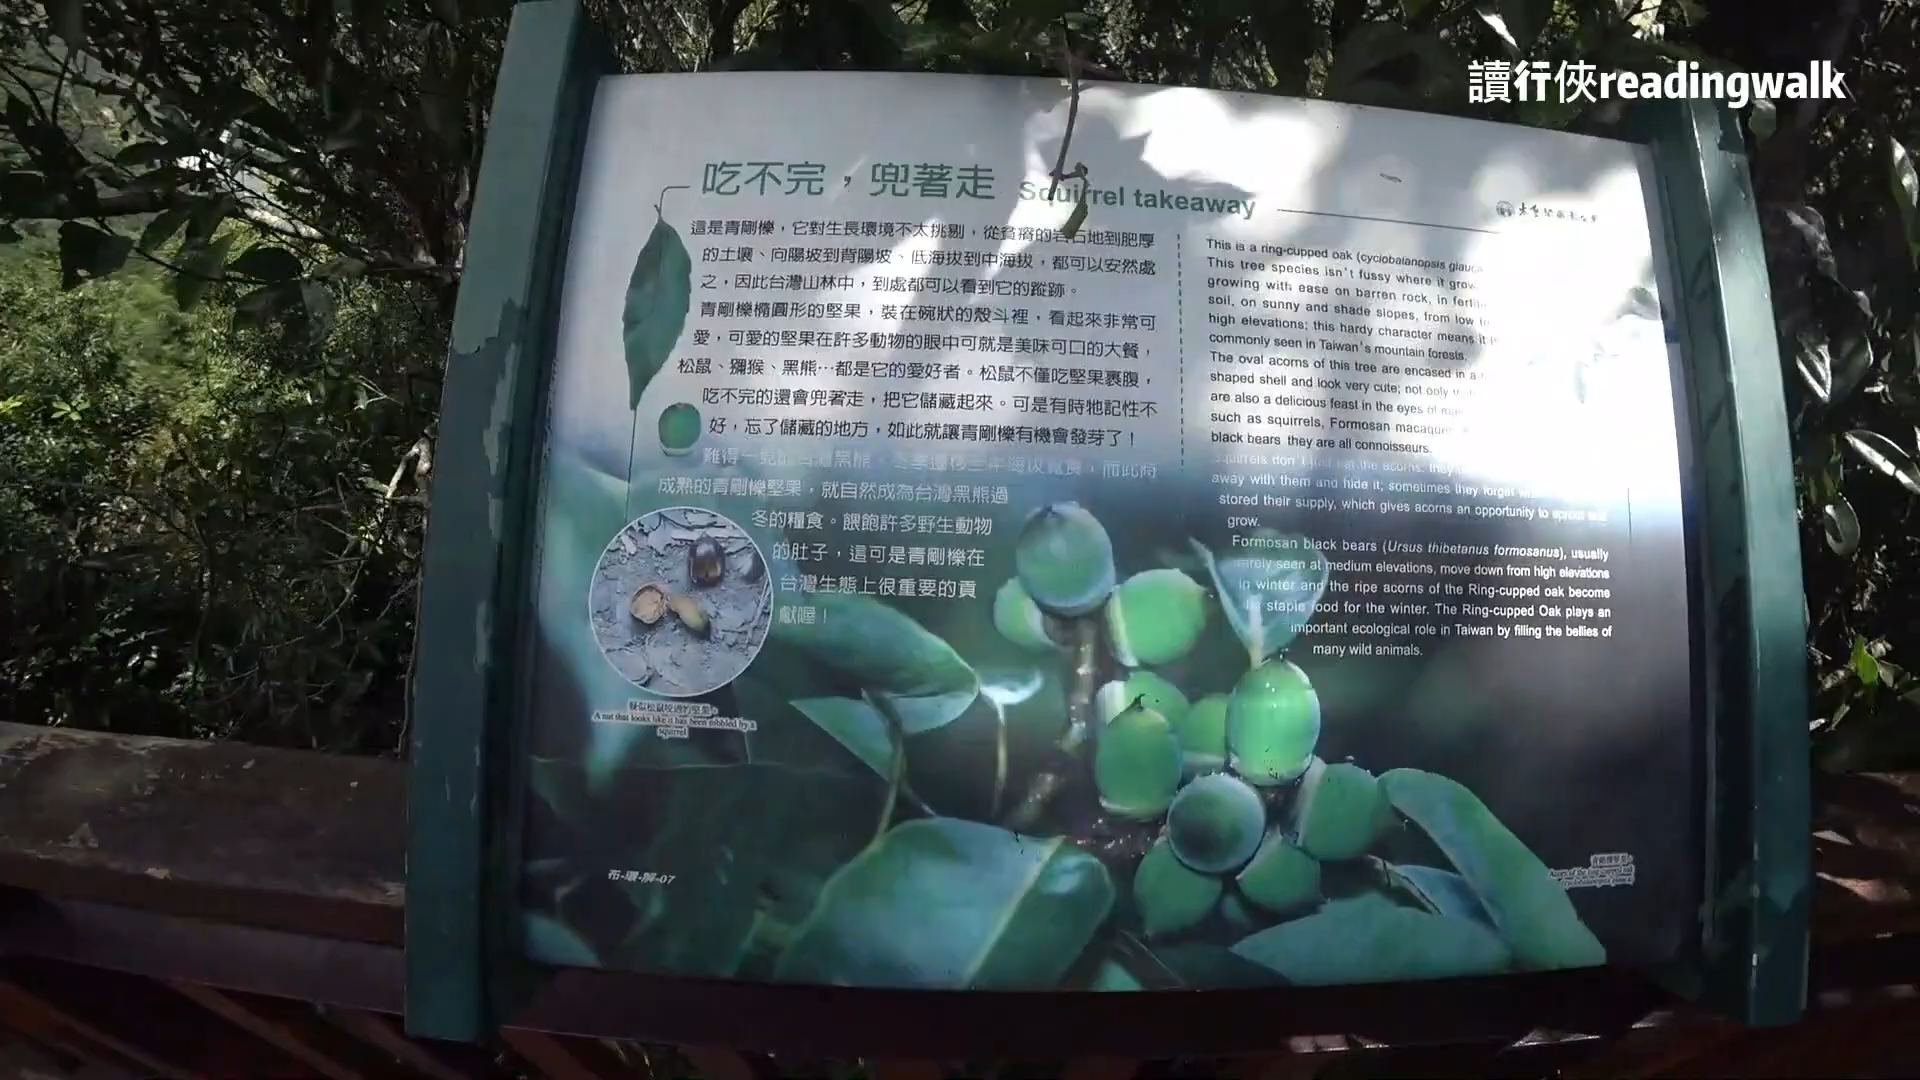 讀行俠readingwalk
吃不完，兜著走 Squirrel takeaway
這是青剛櫟，它對生長環境不太挑剔，從貧瘠的岩石地到肥厚
的土壤、向陽坡到背陽坡、低海拔到中海拔，都可以安然處
之，因此台灣山林中，到處都可以看到它的蹤跡。
青剛櫟橢圓形的堅果，裝在碗狀的殼斗裡，看起來非常可
愛，可愛的堅果在許多動物的眼中可就是美味可口的大餐，
松鼠、獼猴、黑熊…都是它的愛好者。松鼠不僅吃堅果裹腹，
吃不完的還會兜著走，把它儲藏起來。可是有時牠記性不
好，忘了儲藏的地方，如此就讓青剛櫟有機會發芽了！
難得一見的台灣黑熊，冬季遷移至中海拔覓食，而此時
成熟的青剛櫟堅果，就自然成為台灣黑熊過
冬的糧食。餵飽許多野生動物
的肚子，這可是青剛櫟在
台灣生態上很重要的貢
獻喔！
疑似松鼠咬過的堅果。
A nut that looks like it has been nibbled by a
squirrel
布-環-解-07
This is a ring-cupped oak (cyclobalanopsis
This tree species isn't fussy where it
growing with ease on barren rock, in
soil, on sunny and shade slopes, from low
high elevations; this hardy character means
commonly seen in Taiwan's mountain forests.
The oval acorns of this tree are encased in a
shaped shell and look very cute; not only
are also a delicious feast in the eyes of
such as squirrels, Formosan
black bears they are all connoisseurs.
Squirrels don't just eat the acorns, they
away with them and hide it; sometimes they forget
stored their supply, which gives acorns an opportunity to sprout and
grow.
Formosan black bears (Ursus thibetanus formosanus), usually
rarely seen at medium elevations, move down from high elevations
in winter and the ripe acorns of the Ring-cupped oak become
staple food for the winter. The Ring-cupped Oak plays an
important ecological role in Taiwan by filling the bellies of
many wild animals.